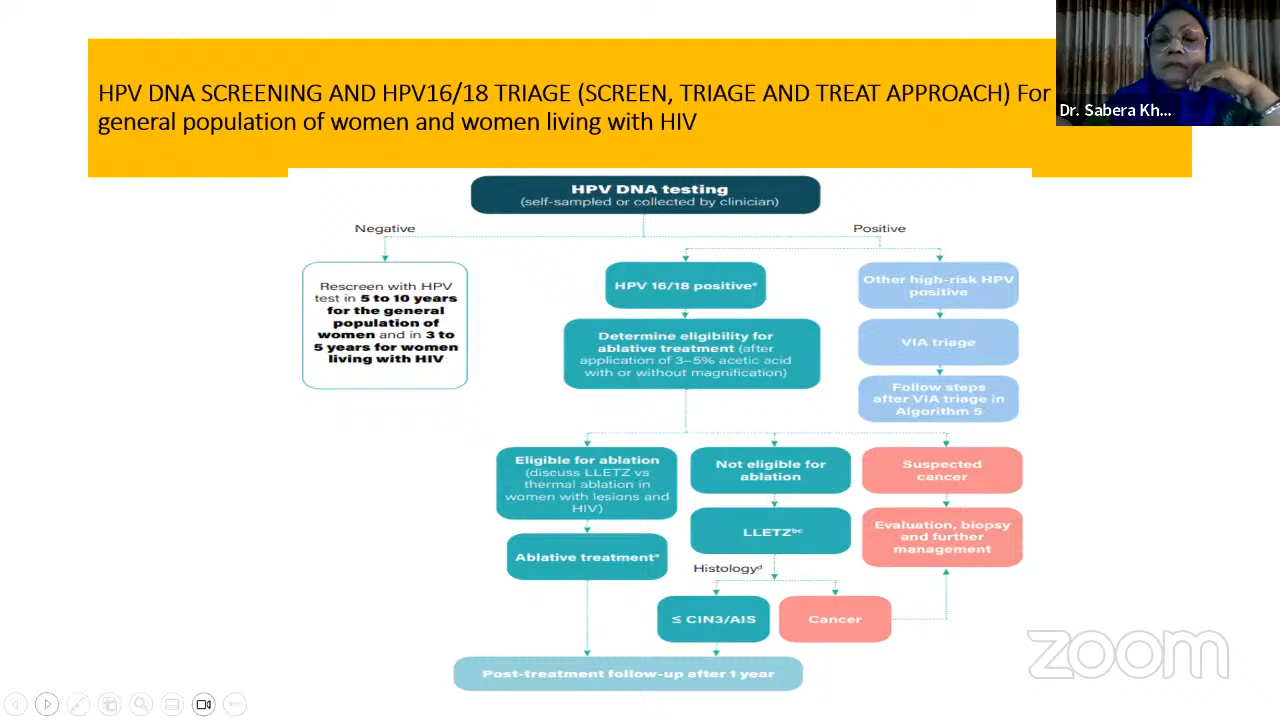 HPV DNA SCREENING AND HPV16/18 TRIAGE (SCREEN, TRIAGE AND TREAT APPROACH) For
general population of women and women living with HIV
Dr. Sabera Kh...
HPV DNA testing
(self-sampled or collected by clinician)
Negative
Positive
Rescreen with HPV
test in 5 to 10 years
for the general
population of
women and in 3 to
5 years for women
living with HIV
HPV 16/18 positiveᵉ
Other high-risk HPV
positive
Determine eligibility for
ablative treatment (after
application of 3–5% acetic acid
with or without magnification)
VIA triage
Follow steps
after VIA triage in
Algorithm 5
Eligible for ablation
(discuss LLETZ vs
thermal ablation in
women with lesions and
HIV)
Not eligible for
ablation
Suspected
cancer
Ablative treatmentᵃ
LLETZᵇᶜ
Evaluation, biopsy
and further
management
Histologyᵈ
≤ CIN3/AIS
Cancer
Post-treatment follow-up after 1 year
zoom